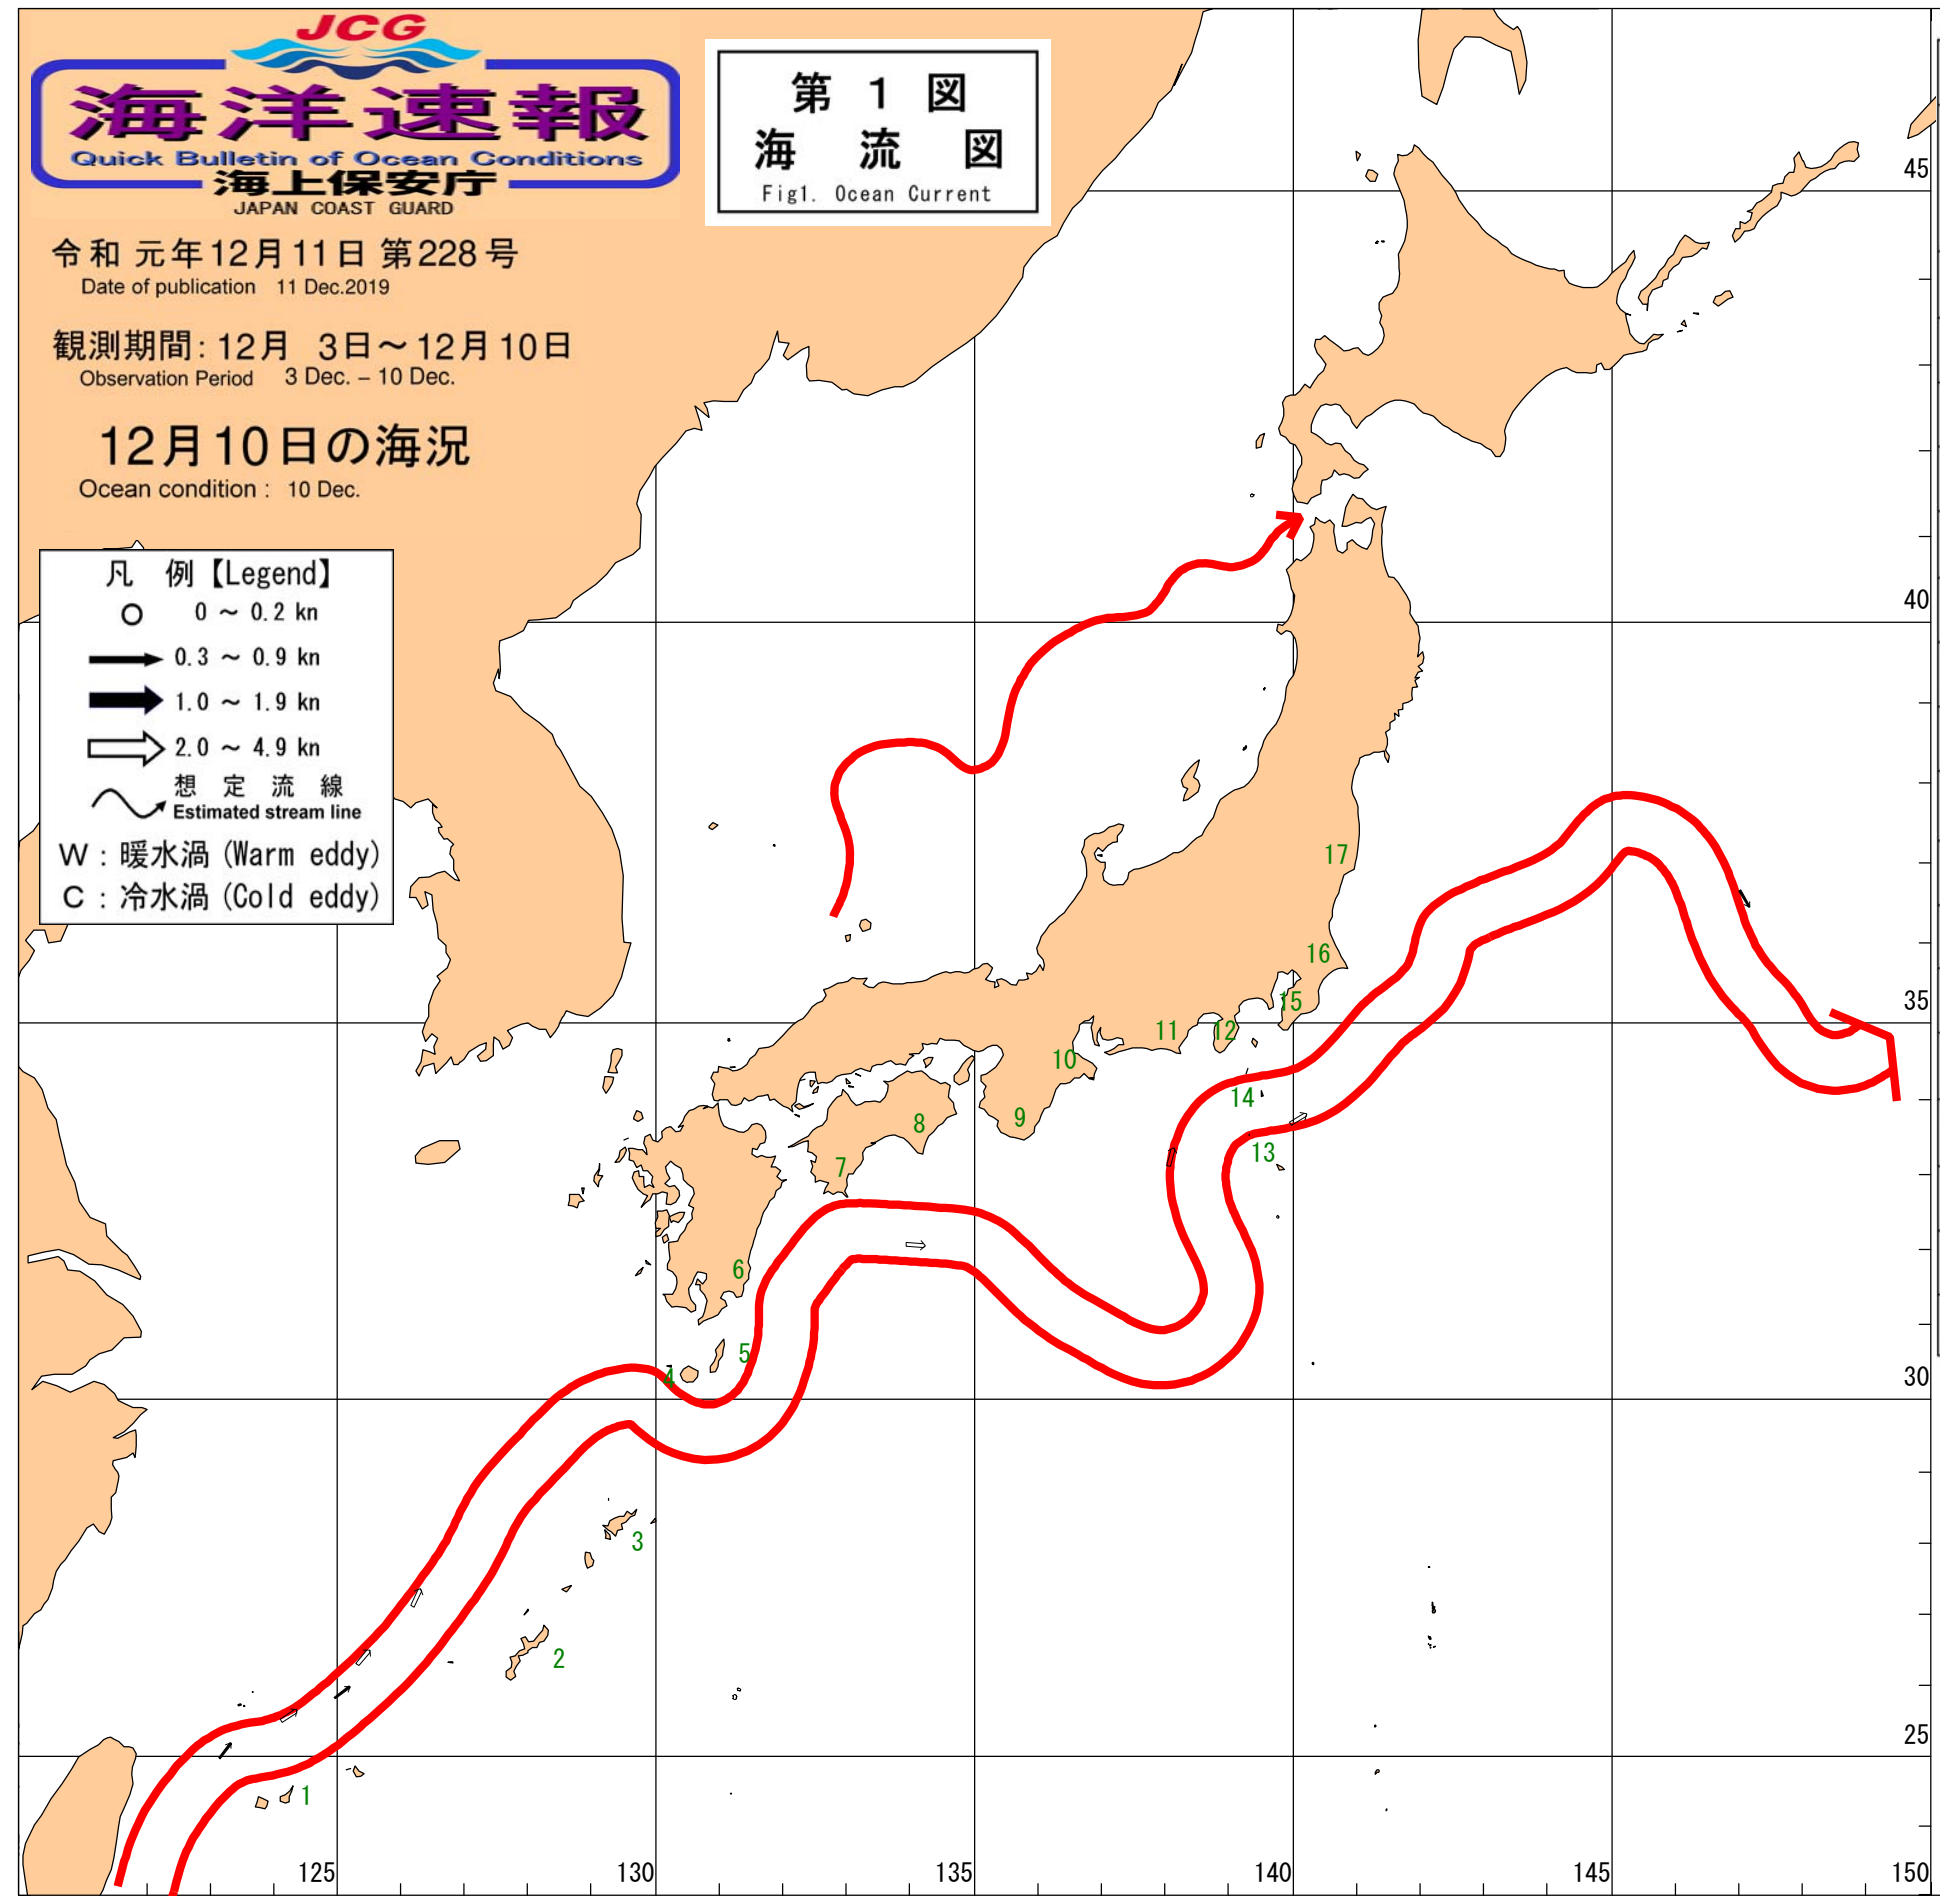 JCG
海洋速報
Quick Bulletin of Ocean Conditions
海上保安庁
JAPAN COAST GUARD
令和 元年12月11日 第228号
Date of publication 11 Dec.2019
観測期間: 12月 3日～12月10日
Observation Period 3 Dec. – 10 Dec.
12月10日の海況
Ocean condition : 10 Dec.
第 1 図
海 流 図
Fig1. Ocean Current
凡 例【Legend】
0 ～ 0.2 kn
0.3 ～ 0.9 kn
1.0 ～ 1.9 kn
2.0 ～ 4.9 kn
想 定 流 線
Estimated stream line
W : 暖水渦 (Warm eddy)
C : 冷水渦 (Cold eddy)
45
40
17
16
35
15
12
11
10
14
9
8
13
7
6
5
4
30
3
2
25
1
125
130
135
140
145
150